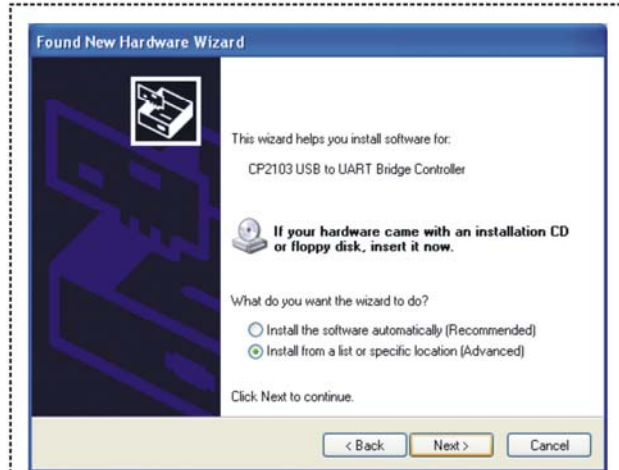 Found New Hardware Wizard
This wizard helps you install software for:
CP2103 USB to UART Bridge Controller
If your hardware came with an installation CD
or floppy disk, insert it now.
What do you want the wizard to do?
Install the software automatically (Recommended)
Install from a list or specific location (Advanced)
Click Next to continue.
< Back
Next >
Cancel